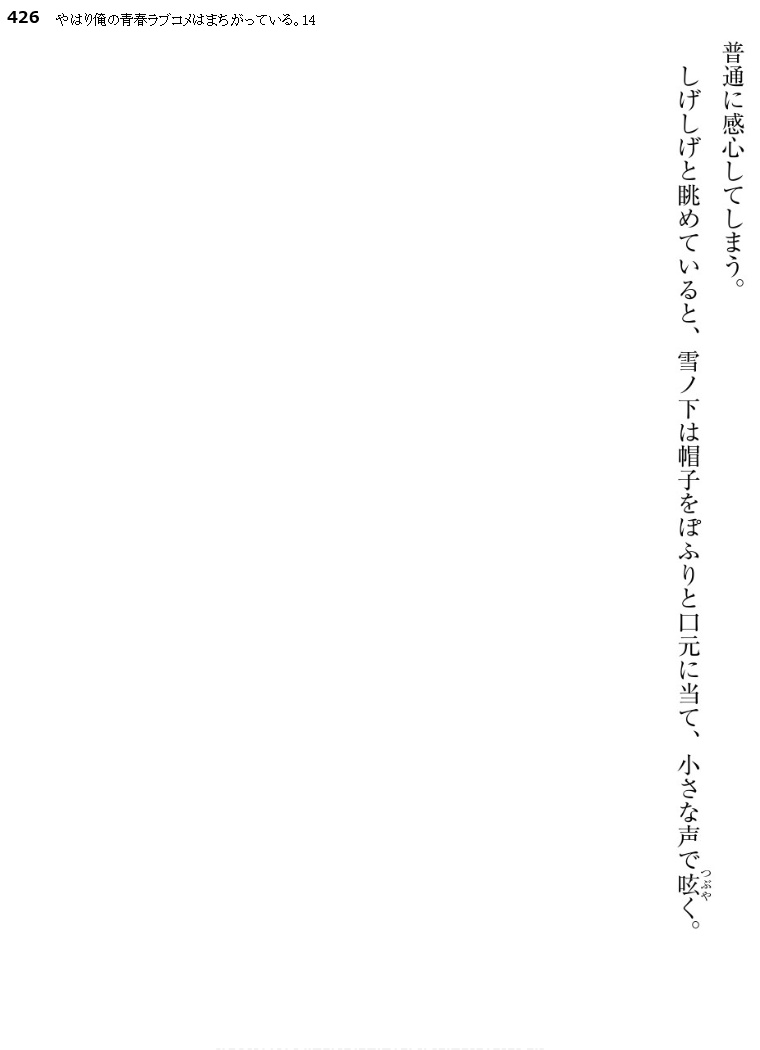 426 やはり俺の青春ラブコメはまちがっている。14
普通に感心してしまう。
しげしげと眺めていると、雪ノ下は帽子をぽふりと口元に当て、小さな声で呟く。
つぶや